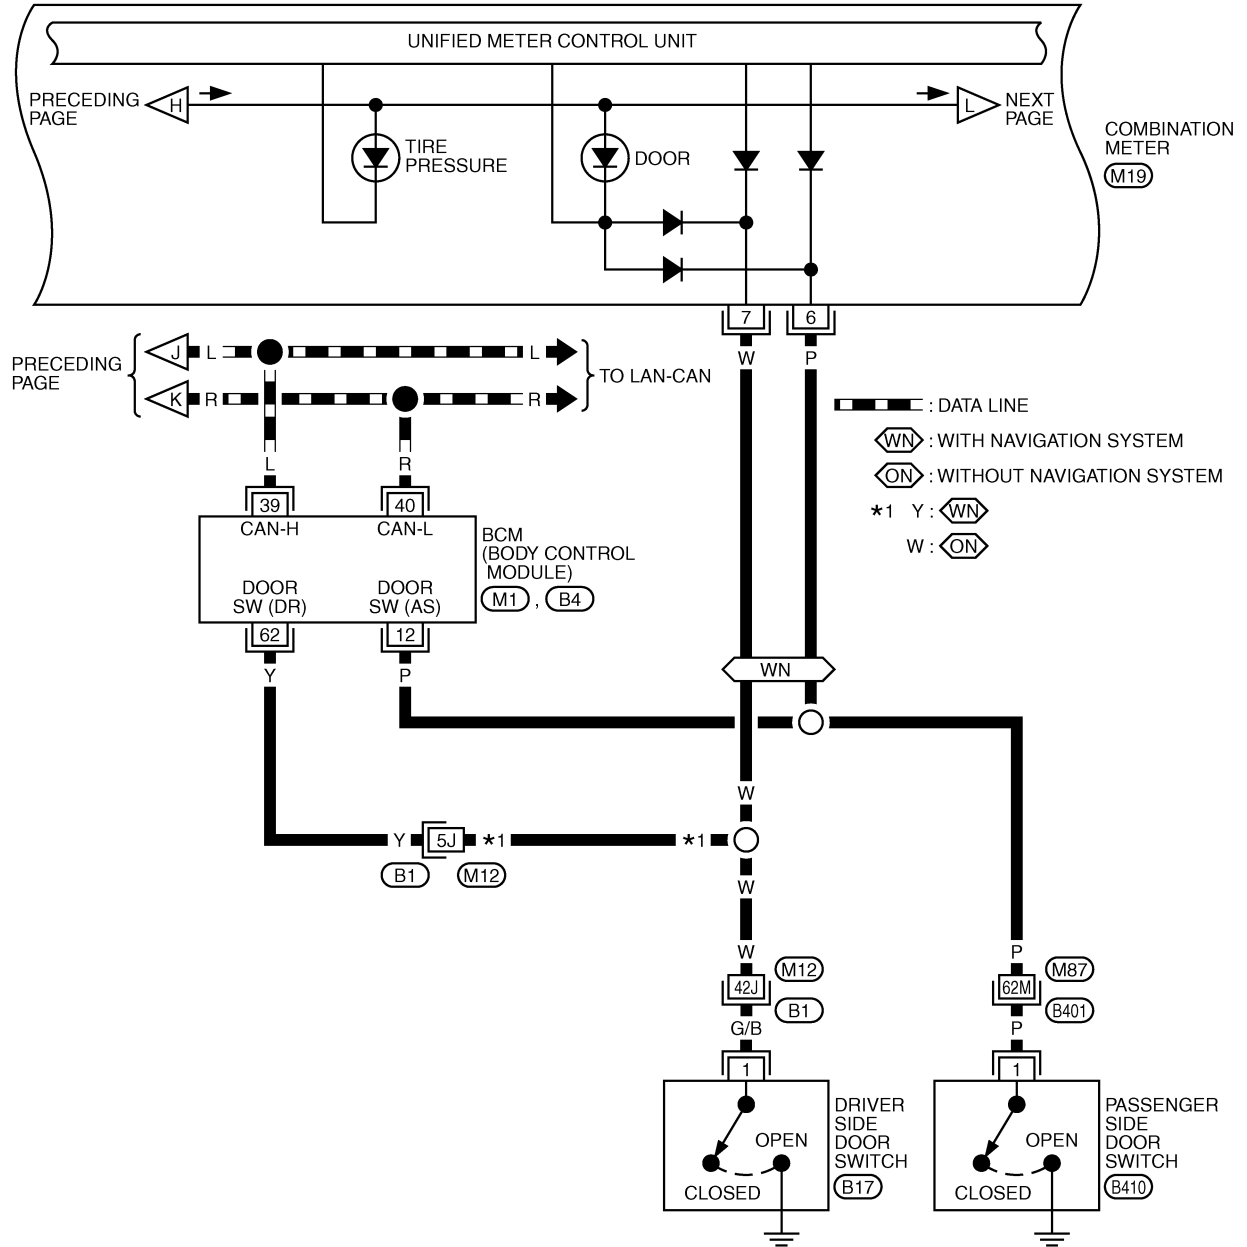 UNIFIED METER CONTROL UNIT
PRECEDING
PAGE
H
L
NEXT
PAGE
TIRE
PRESSURE
DOOR
COMBINATION
METER
M19
7
6
W
P
PRECEDING
PAGE
J
L
L
K
R
R
TO LAN-CAN
: DATA LINE
WN : WITH NAVIGATION SYSTEM
ON : WITHOUT NAVIGATION SYSTEM
*1 Y : WN
W : ON
L
R
39
40
CAN-H
CAN-L
BCM
(BODY CONTROL
MODULE)
M1 , B4
DOOR
SW (DR)
DOOR
SW (AS)
62
12
Y
P
WN
W
Y
5J
*1
*1
B1
M12
W
W
P
42J
M12
B1
62M
M87
B401
G/B
P
1
1
OPEN
CLOSED
DRIVER
SIDE
DOOR
SWITCH
B17
OPEN
CLOSED
PASSENGER
SIDE
DOOR
SWITCH
B410